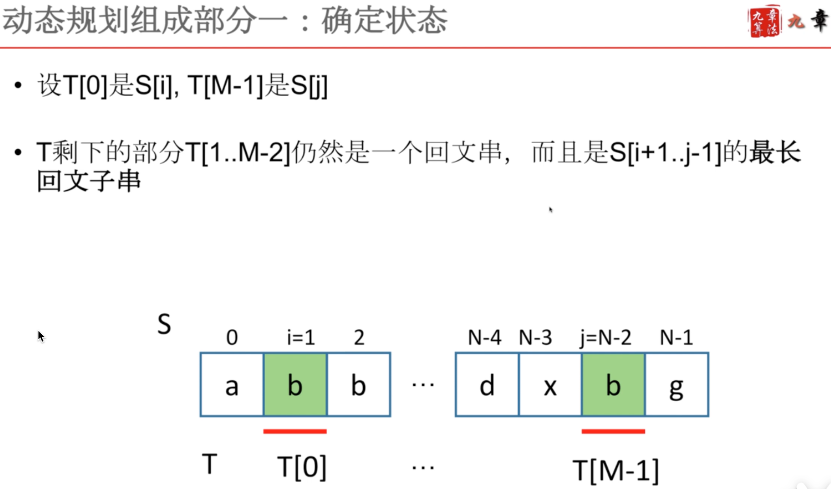 动态规划组成部分一：确定状态
九章算法 九章
• 设T[0]是S[i], T[M-1]是S[j]
• T剩下的部分T[1..M-2]仍然是一个回文串，而且是S[i+1..j-1]的最长
回文子串
S
0 i=1 2 N-4 N-3 j=N-2 N-1
a b b ... d x b g
T T[0] ... T[M-1]